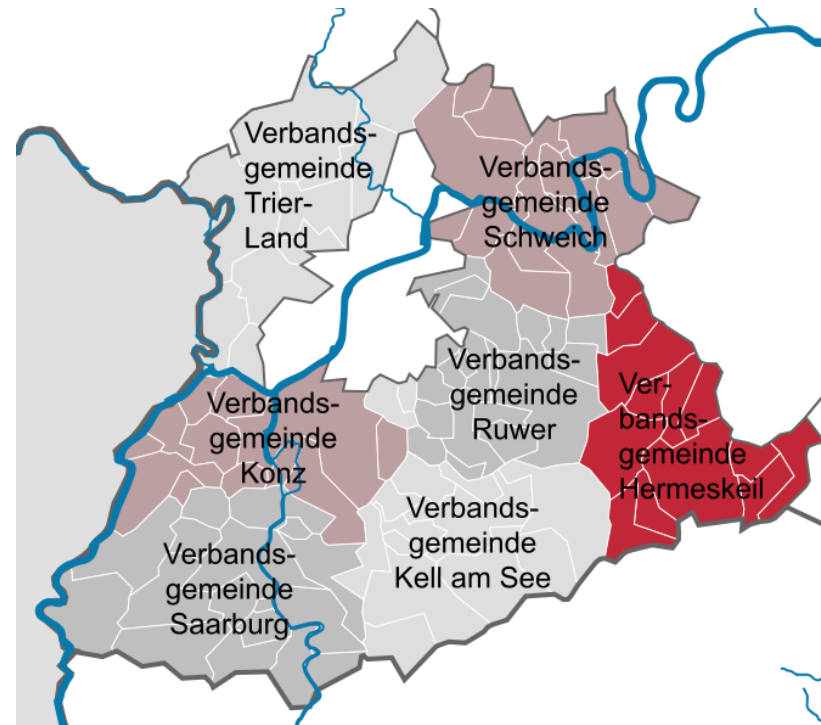 Verbands-
gemeinde
Trier-
Land
Verbands-
gemeinde
Schweich
Verbands-
gemeinde
Ruwer
Ver-
bands-
gemeinde
Hermeskeil
Verbands-
gemeinde
Konz
Verbands-
gemeinde
Kell am See
Verbands-
gemeinde
Saarburg